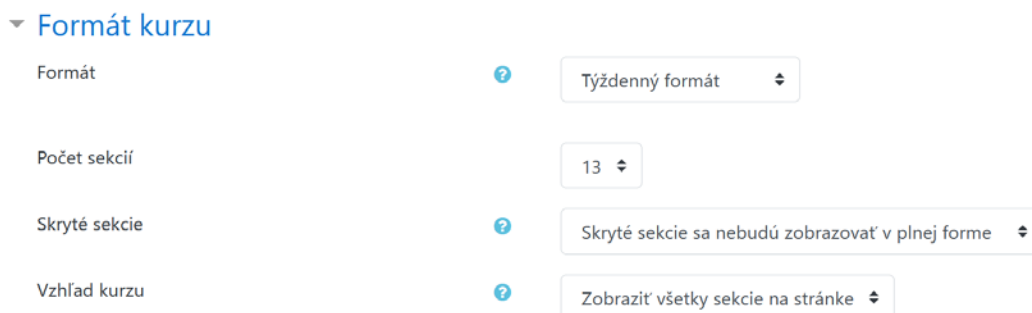 Formát kurzu
Formát
Týždenný formát
Počet sekcií
13
Skryté sekcie
Skryté sekcie sa nebudú zobrazovať v plnej forme
Vzhľad kurzu
Zobraziť všetky sekcie na stránke